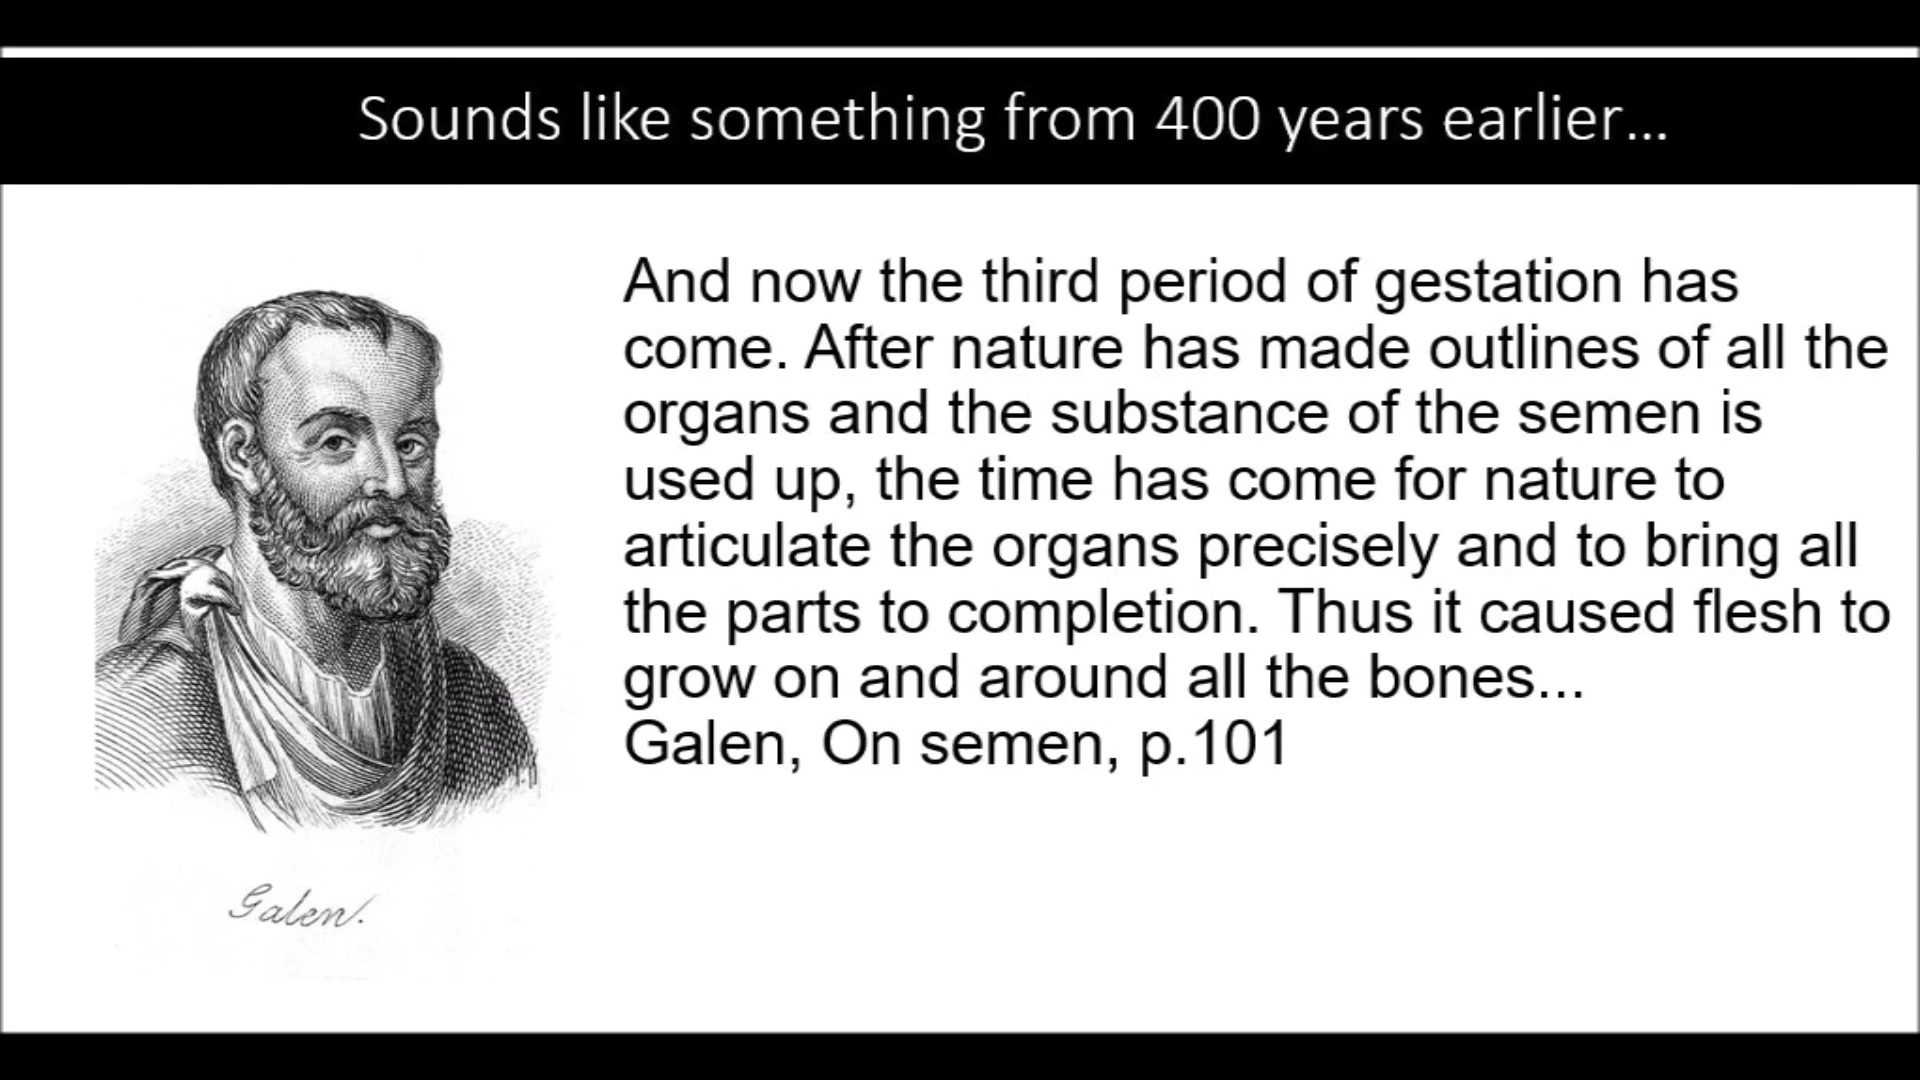 Sounds like something from 400 years earlier...
And now the third period of gestation has
come. After nature has made outlines of all the
organs and the substance of the semen is
used up, the time has come for nature to
articulate the organs precisely and to bring all
the parts to completion. Thus it caused flesh to
grow on and around all the bones...
Galen, On semen, p.101
Galen.